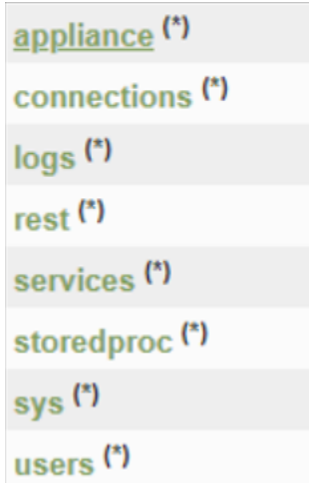 appliance (*)
connections (*)
logs (*)
rest (*)
services (*)
storedproc (*)
sys (*)
users (*)